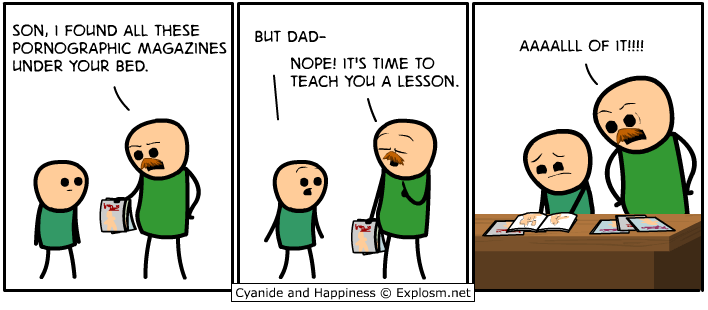 SON, I FOUND ALL THESE
PORNOGRAPHIC MAGAZINES
UNDER YOUR BED.
BUT DAD-
NOPE! IT'S TIME TO
TEACH YOU A LESSON.
AAAALLL OF IT!!!!
Cyanide and Happiness © Explosm.net